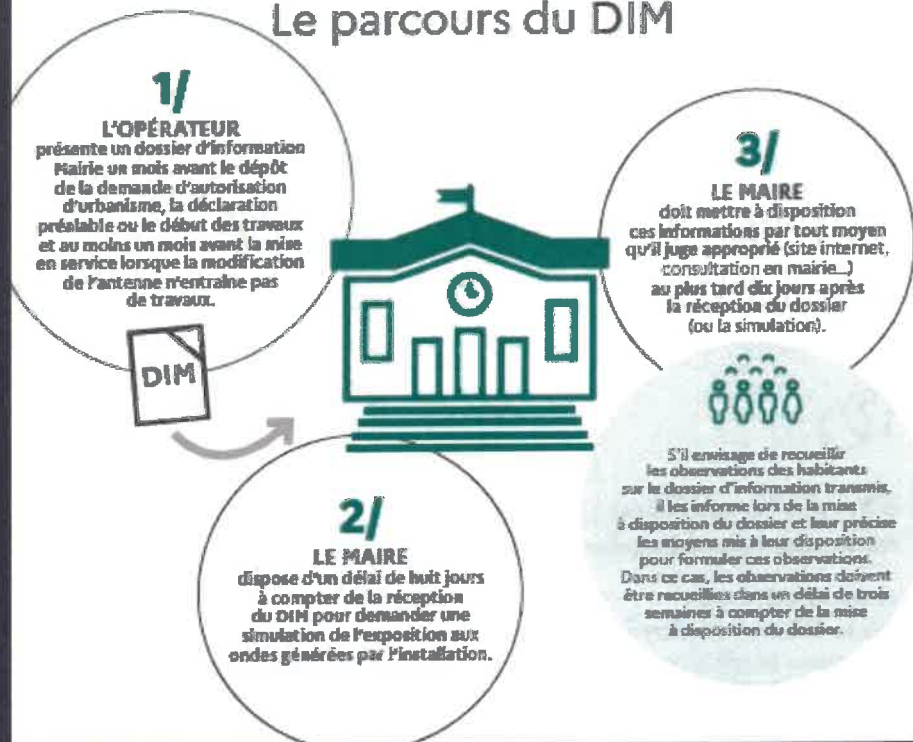 Le parcours du DIM
1/
L'OPÉRATEUR
présente un dossier d'information
Mairie un mois avant le dépôt
de la demande d'autorisation
d'urbanisme, la déclaration
préalable ou le début des travaux
et au moins un mois avant la mise
en service lorsque la modification
de l'antenne n'entraîne pas
de travaux.
DIM
2/
LE MAIRE
dispose d'un délai de huit jours
à compter de la réception
du DIM pour demander une
simulation de l'exposition aux
ondes générées par l'installation.
3/
LE MAIRE
doit mettre à disposition
ces informations par tout moyen
qu'il juge approprié (site internet,
consultation en mairie...)
au plus tard dix jours après
la réception du dossier
(ou la simulation).
S'il envisage de recueillir
les observations des habitants
sur le dossier d'information transmis,
il les informe lors de la mise
à disposition du dossier et leur précise
les moyens mis à leur disposition
pour formuler ces observations.
Dans ce cas, les observations doivent
être recueillies dans un délai de trois
semaines à compter de la mise
à disposition du dossier.